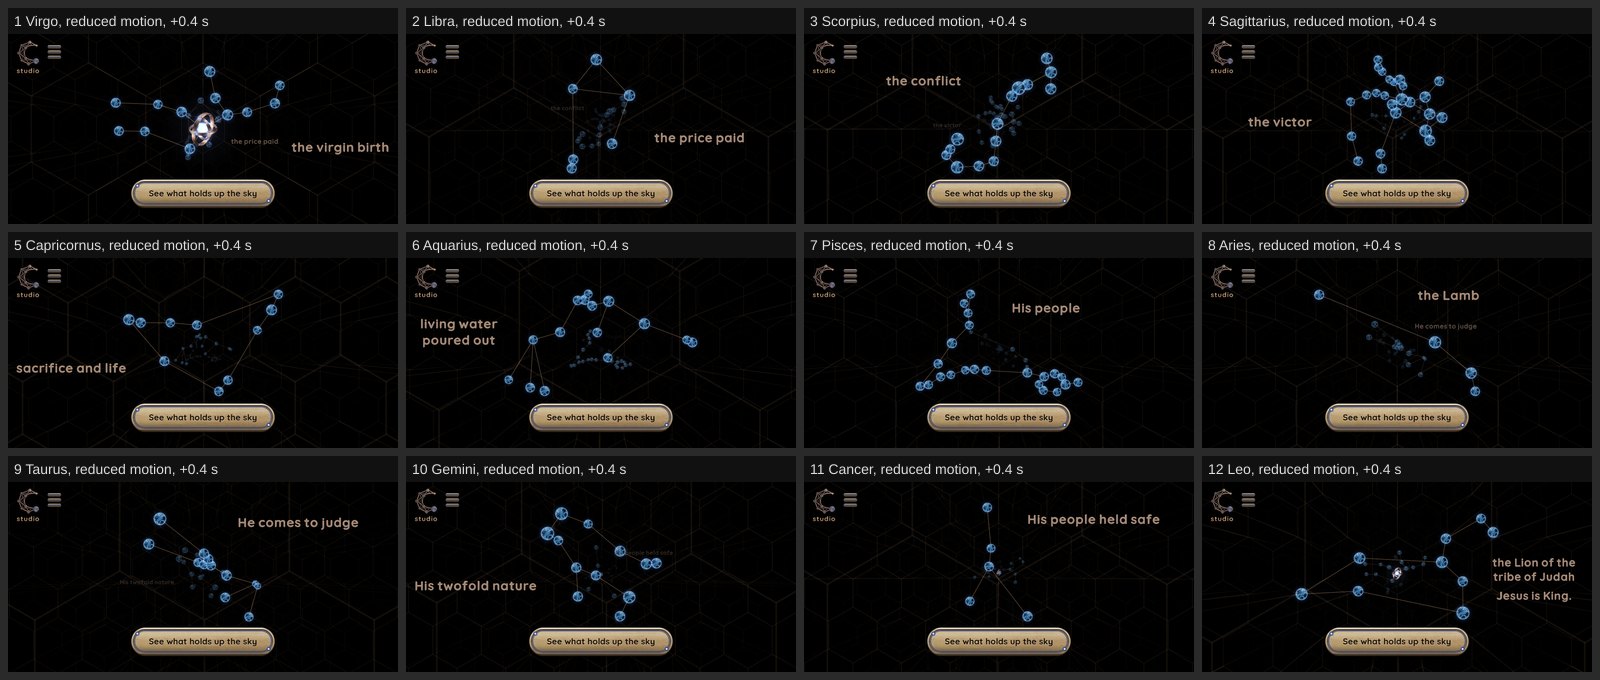 1 Virgo, reduced motion, +0.4 s
studio
the price paid
the virgin birth
See what holds up the sky
2 Libra, reduced motion, +0.4 s
studio
the conflict
the price paid
See what holds up the sky
3 Scorpius, reduced motion, +0.4 s
studio
the conflict
the victor
See what holds up the sky
4 Sagittarius, reduced motion, +0.4 s
studio
the victor
See what holds up the sky
5 Capricornus, reduced motion, +0.4 s
studio
sacrifice and life
See what holds up the sky
6 Aquarius, reduced motion, +0.4 s
studio
living water
poured out
See what holds up the sky
7 Pisces, reduced motion, +0.4 s
studio
His people
See what holds up the sky
8 Aries, reduced motion, +0.4 s
studio
the Lamb
He comes to judge
See what holds up the sky
9 Taurus, reduced motion, +0.4 s
studio
He comes to judge
His twofold nature
See what holds up the sky
10 Gemini, reduced motion, +0.4 s
studio
people held safe
His twofold nature
See what holds up the sky
11 Cancer, reduced motion, +0.4 s
studio
His people held safe
See what holds up the sky
12 Leo, reduced motion, +0.4 s
studio
the Lion of the
tribe of Judah
Jesus is King.
See what holds up the sky